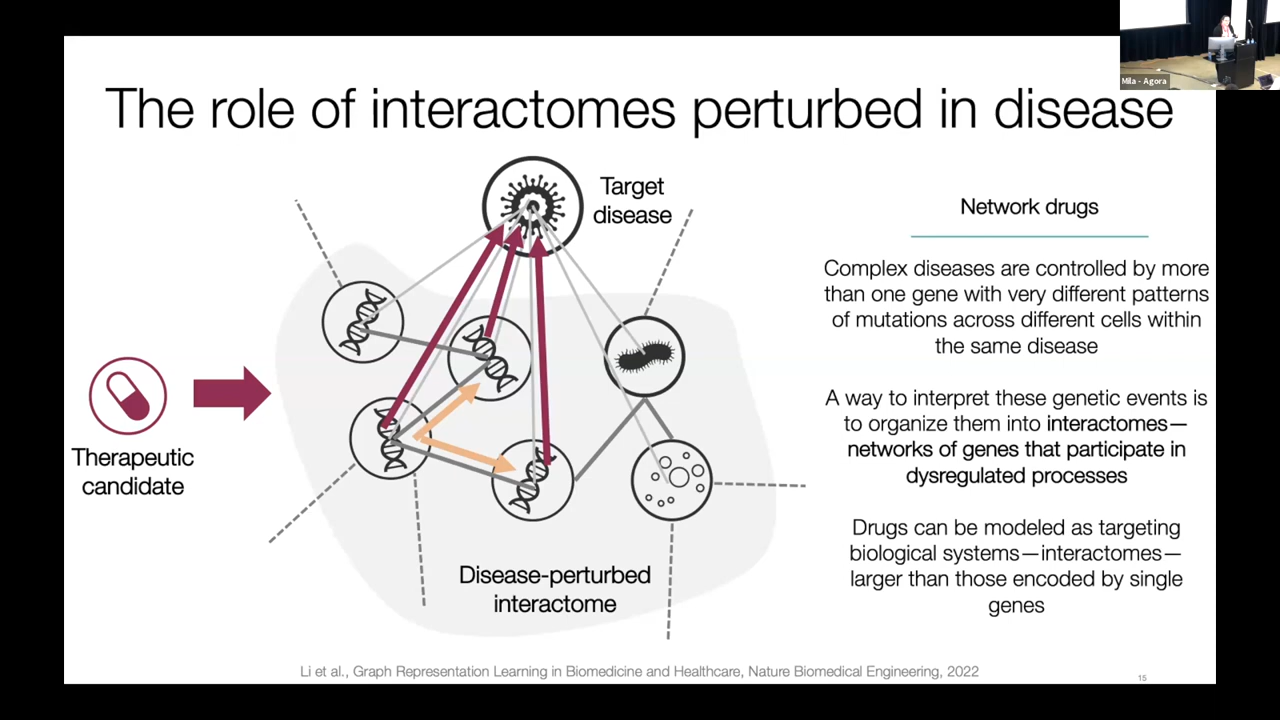 Mila - Agora
The role of interactomes perturbed in disease
Target
disease
Therapeutic
candidate
Disease-perturbed
interactome
Network drugs
Complex diseases are controlled by more
than one gene with very different patterns
of mutations across different cells within
the same disease
A way to interpret these genetic events is
to organize them into interactomes—
networks of genes that participate in
dysregulated processes
Drugs can be modeled as targeting
biological systems—interactomes—
larger than those encoded by single
genes
Li et al., Graph Representation Learning in Biomedicine and Healthcare, Nature Biomedical Engineering, 2022
15